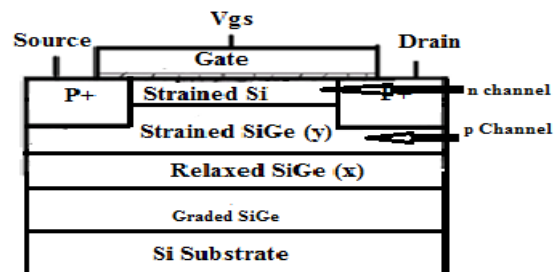 Vgs
Source
Drain
Gate
P+
Strained Si
P+
n channel
Strained SiGe (y)
p Channel
Relaxed SiGe (x)
Graded SiGe
Si Substrate